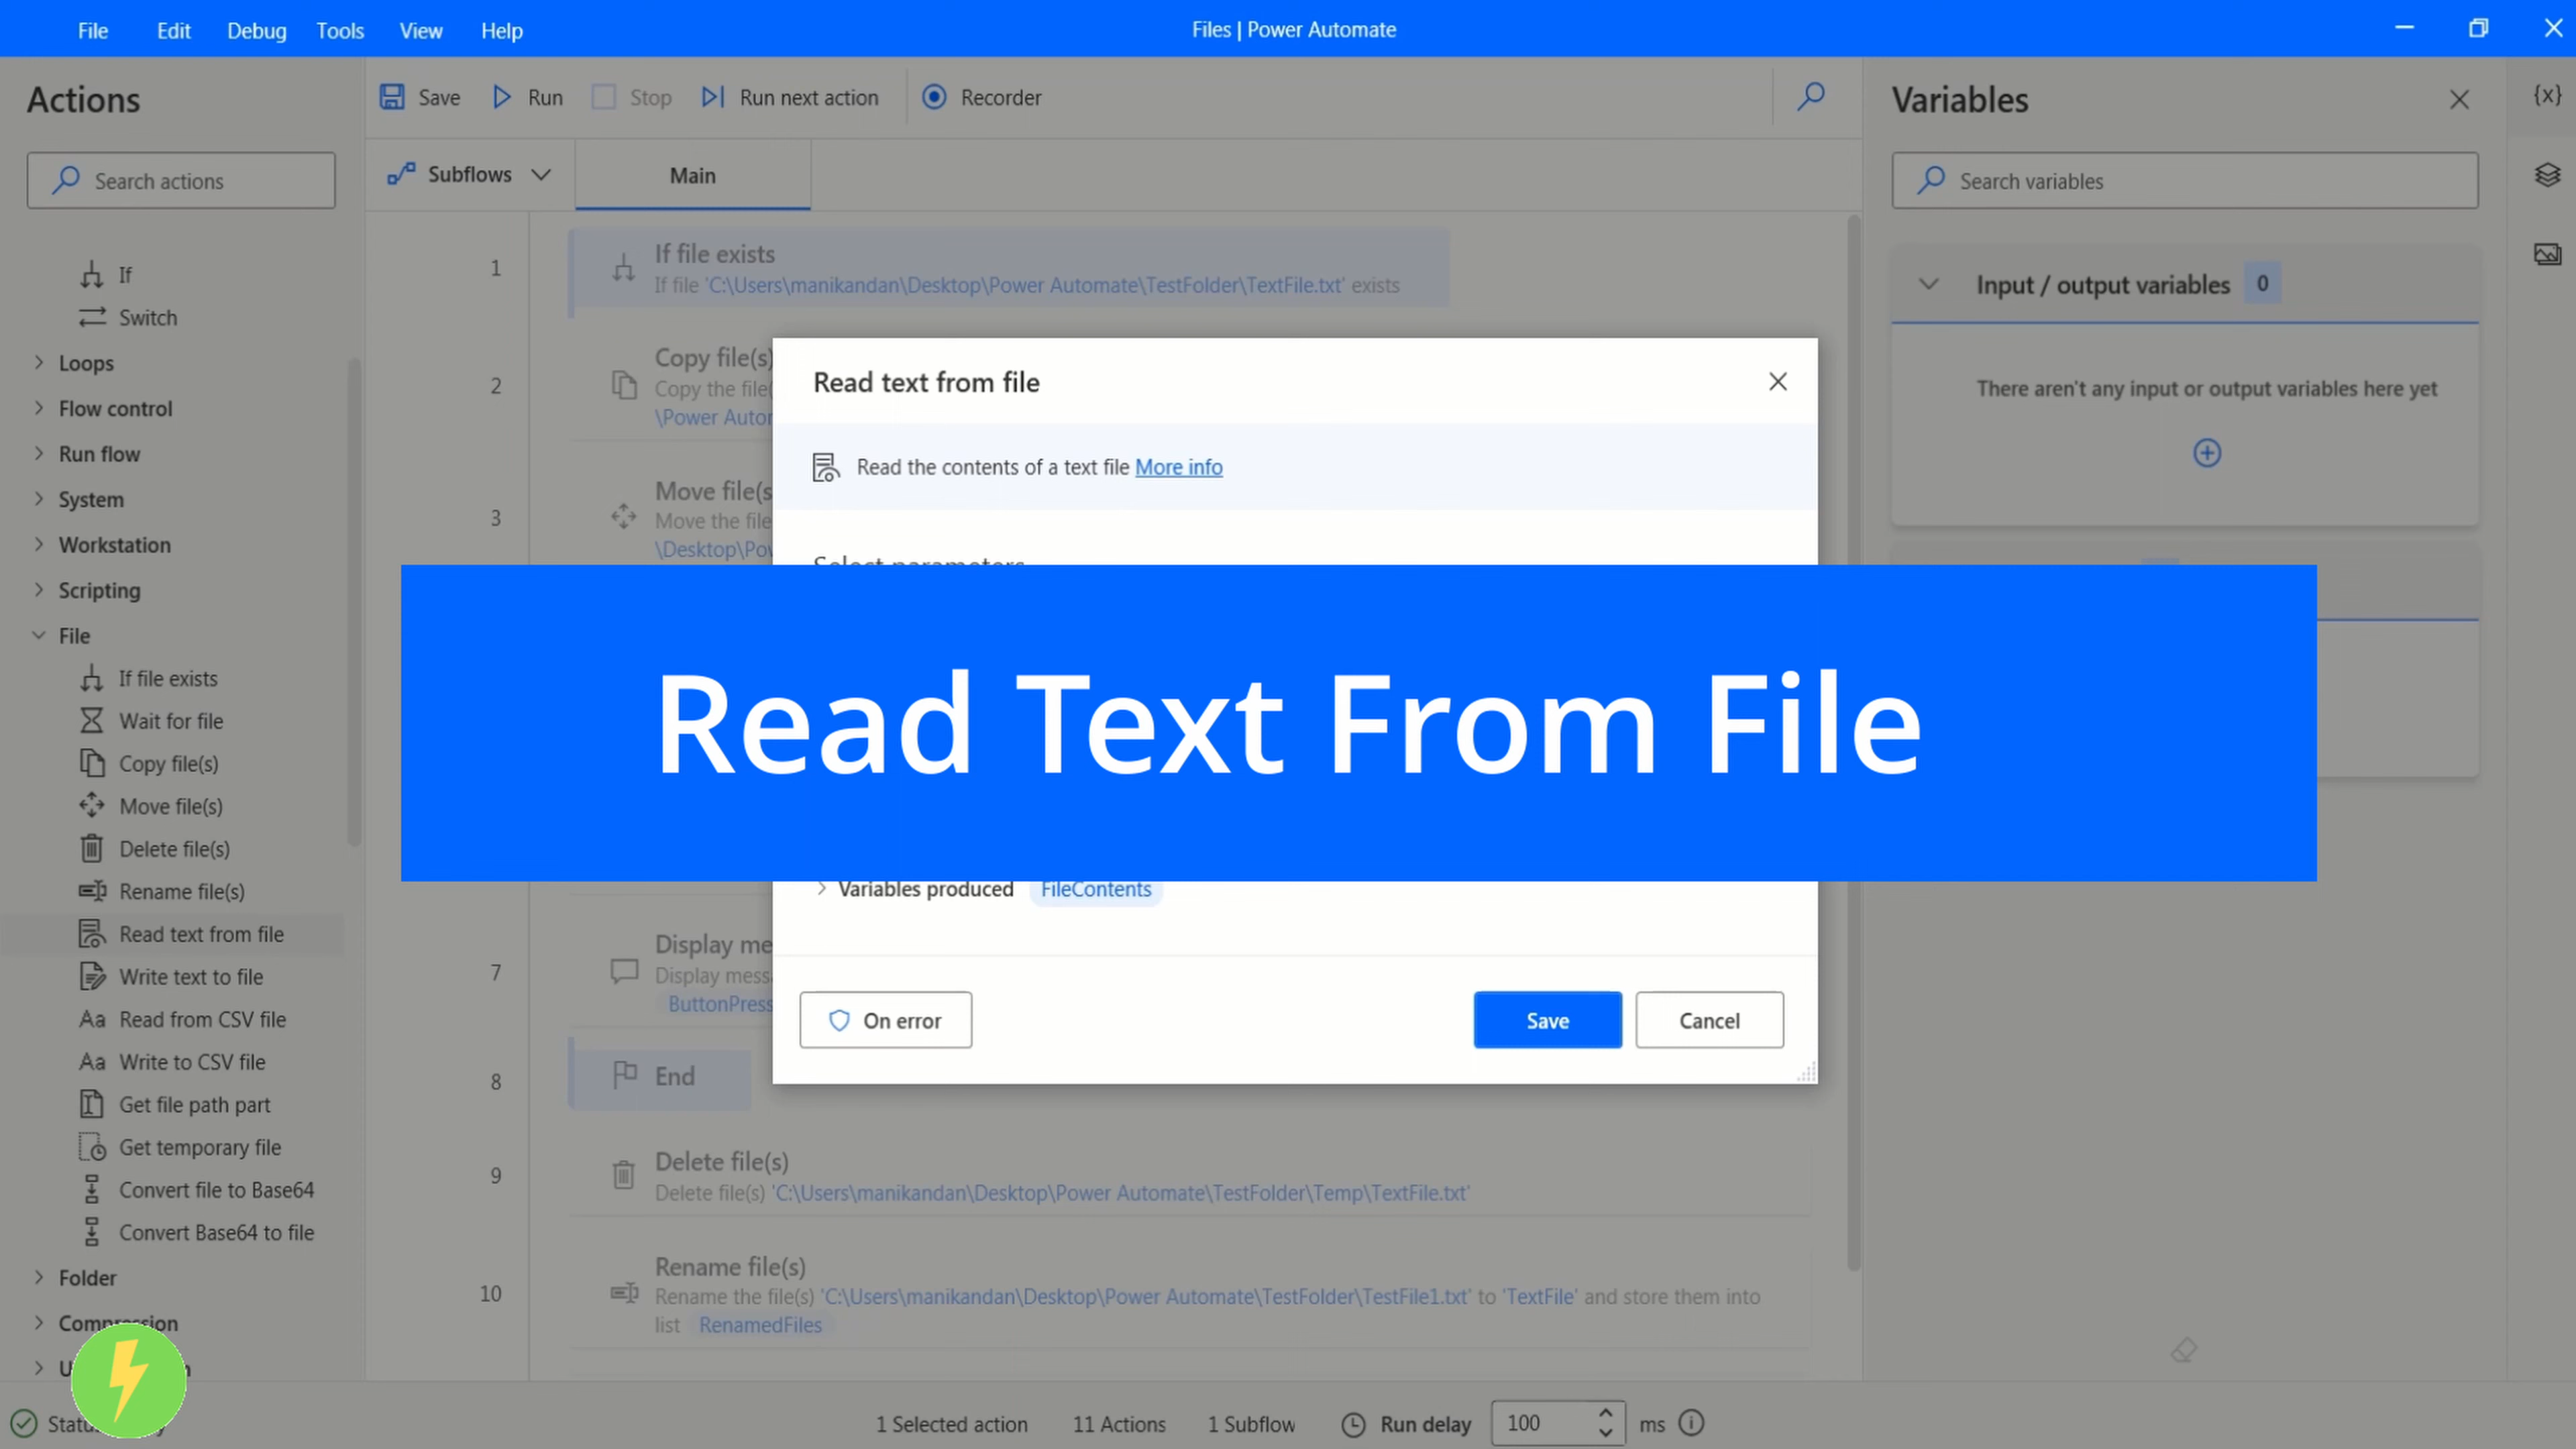 File Edit Debug Tools View Help
Files | Power Automate
Actions
Save Run Stop Run next action Recorder
Variables
{x}
Search actions
Subflows Main
Search variables
If
Switch
Loops
Flow control
Run flow
System
Workstation
Scripting
File
If file exists
Wait for file
Copy file(s)
Move file(s)
Delete file(s)
Rename file(s)
Read text from file
Write text to file
Aa Read from CSV file
Aa Write to CSV file
Get file path part
Get temporary file
Convert file to Base64
Convert Base64 to file
Folder
Compression
1
If file exists
If file 'C:\Users\manikandan\Desktop\Power Automate\TestFolder\TextFile.txt' exists
2
Copy file(s)
Copy the file(
\Power Autor
3
Move file(s
Move the file
\Desktop\Pow
Read text from file
Read the contents of a text file More info
Select parameters
Read Text From File
Variables produced FileContents
On error Save Cancel
7
Display me
Display mess
ButtonPress
8
End
9
Delete file(s)
Delete file(s) 'C:\Users\manikandan\Desktop\Power Automate\TestFolder\Temp\TextFile.txt'
10
Rename file(s)
Rename the file(s) 'C:\Users\manikandan\Desktop\Power Automate\TestFolder\TestFile1.txt' to 'TextFile' and store them into
list RenamedFiles
Input / output variables 0
There aren't any input or output variables here yet
1 Selected action 11 Actions 1 Subflow Run delay 100 ms